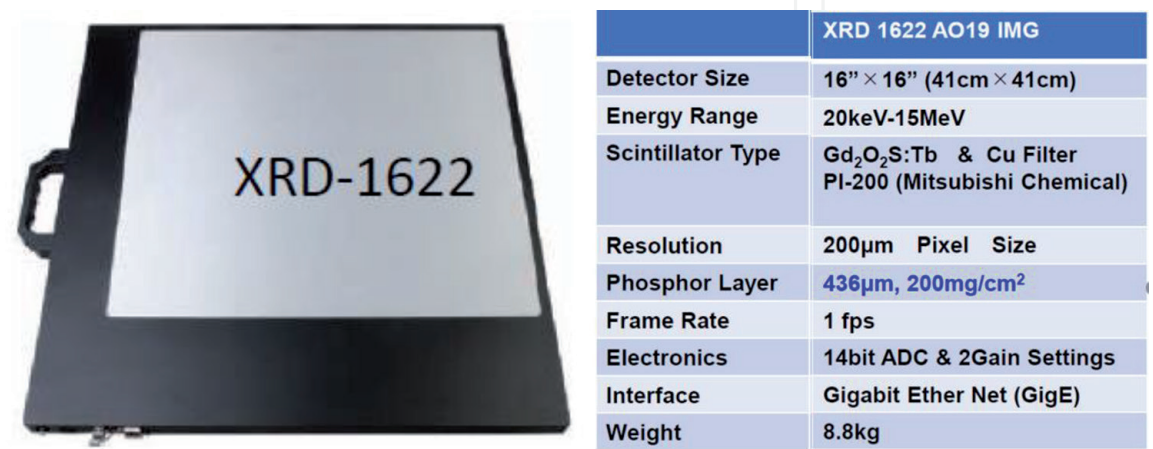 XRD-1622
XRD 1622 AO19 IMG
Detector Size 16”×16” (41cm×41cm)
Energy Range 20keV-15MeV
Scintillator Type Gd₂O₂S:Tb & Cu Filter
PI-200 (Mitsubishi Chemical)
Resolution 200μm Pixel Size
Phosphor Layer 436μm, 200mg/cm²
Frame Rate 1 fps
Electronics 14bit ADC & 2Gain Settings
Interface Gigabit Ether Net (GigE)
Weight 8.8kg